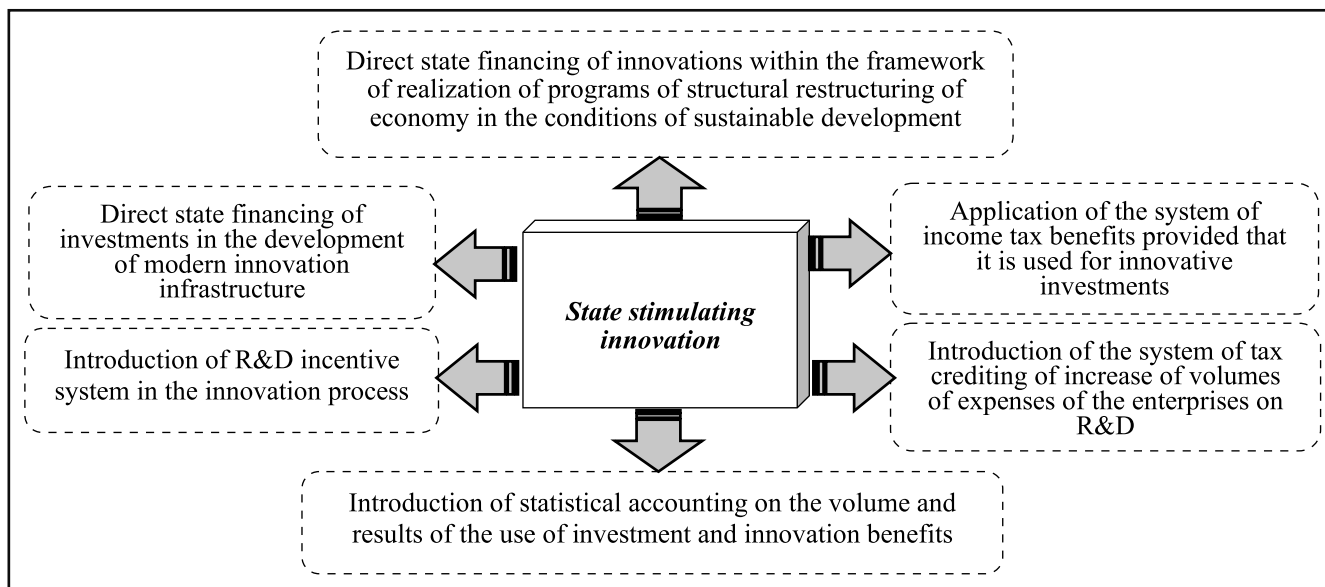 Direct state financing of innovations within the framework
of realization of programs of structural restructuring of
economy in the conditions of sustainable development
Direct state financing of
investments in the development
of modern innovation
infrastructure
Application of the system of
income tax benefits provided that
it is used for innovative
investments
State stimulating
innovation
Introduction of R&D incentive
system in the innovation process
Introduction of the system of tax
crediting of increase of volumes
of expenses of the enterprises on
R&D
Introduction of statistical accounting on the volume and
results of the use of investment and innovation benefits